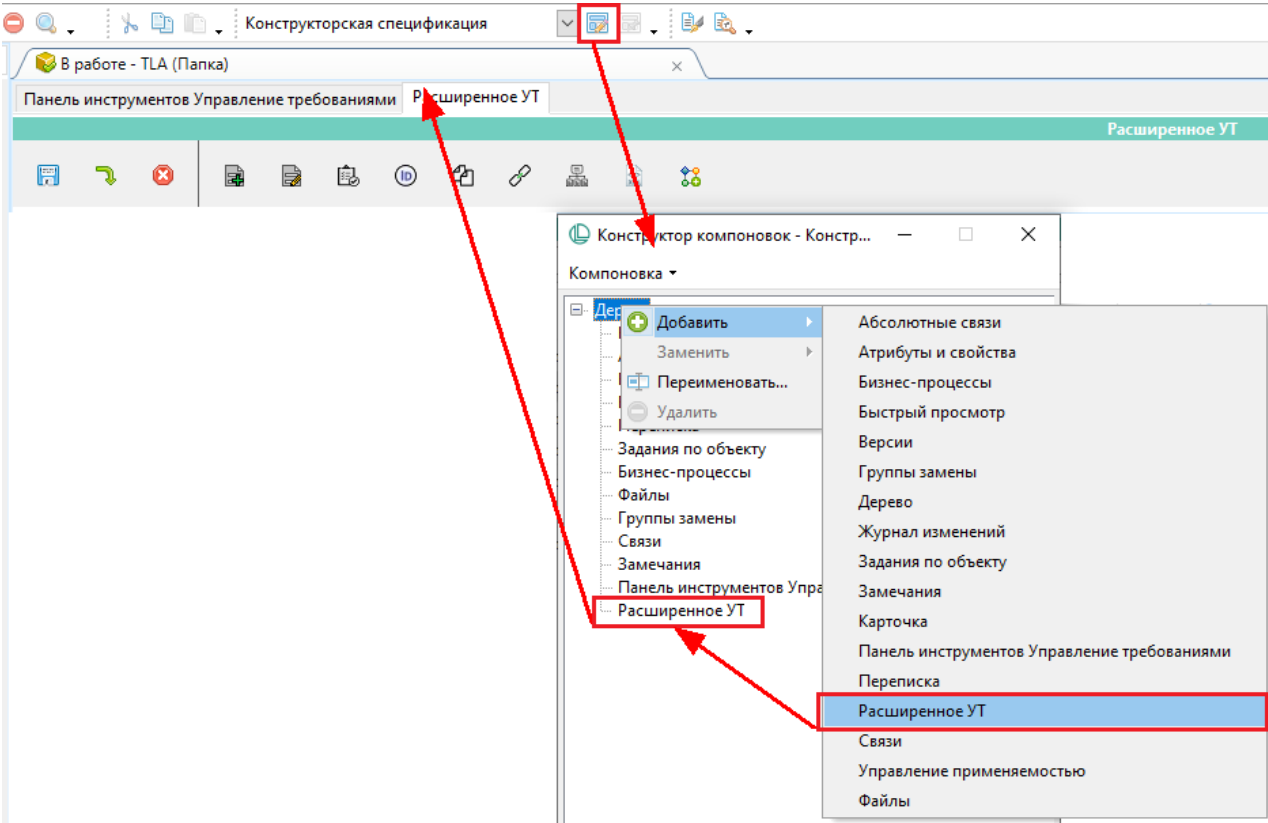 Конструкторская спецификация
В работе - TLA (Папка)
Панель инструментов Управление требованиями
Расширенное УТ
Расширенное УТ
ID
Конструктор компоновок - Констр...
Компоновка
Добавить
Заменить
Переименовать...
Удалить
Задания по объекту
Бизнес-процессы
Файлы
Группы замены
Связи
Замечания
Панель инструментов Упра
Расширенное УТ
Абсолютные связи
Атрибуты и свойства
Бизнес-процессы
Быстрый просмотр
Версии
Группы замены
Дерево
Журнал изменений
Задания по объекту
Замечания
Карточка
Панель инструментов Управление требованиями
Переписка
Расширенное УТ
Связи
Управление применяемостью
Файлы